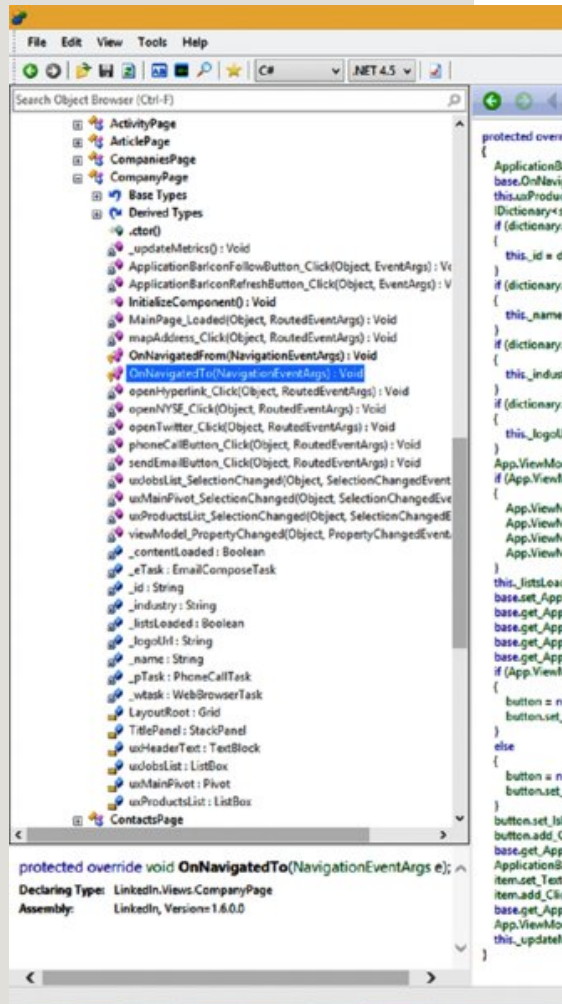 File Edit View Tools Help
C# .NET 4.5
Search Object Browser (Ctrl-F)
ActivityPage
ArticlePage
CompaniesPage
CompanyPage
Base Types
Derived Types
.ctor()
_updateMetrics() : Void
ApplicationBarIconFollowButton_Click(Object, EventArgs) : Vo
ApplicationBarIconRefreshButton_Click(Object, EventArgs) : V
InitializeComponent() : Void
MainPage_Loaded(Object, RoutedEventArgs) : Void
mapAddress_Click(Object, RoutedEventArgs) : Void
OnNavigatedFrom(NavigationEventArgs) : Void
OnNavigatedTo(NavigationEventArgs) : Void
openHyperlink_Click(Object, RoutedEventArgs) : Void
openNYSE_Click(Object, RoutedEventArgs) : Void
openTwitter_Click(Object, RoutedEventArgs) : Void
phoneCallButton_Click(Object, RoutedEventArgs) : Void
sendEmailButton_Click(Object, RoutedEventArgs) : Void
uxJobsList_SelectionChanged(Object, SelectionChangedEvent
uxMainPivot_SelectionChanged(Object, SelectionChangedEve
uxProductsList_SelectionChanged(Object, SelectionChangedE
viewModel_PropertyChanged(Object, PropertyChangedEvent
_contentLoaded : Boolean
_eTask : EmailComposeTask
_id : String
_industry : String
_listsLoaded : Boolean
_logoUrl : String
_name : String
_pTask : PhoneCallTask
_wtask : WebBrowserTask
LayoutRoot : Grid
TitlePanel : StackPanel
uxHeaderText : TextBlock
uxJobsList : ListBox
uxMainPivot : Pivot
uxProductsList : ListBox
ContactsPage
protected override void OnNavigatedTo(NavigationEventArgs e);
Declaring Type: LinkedIn.Views.CompanyPage
Assembly: LinkedIn, Version=1.6.0.0
protected overr
{
ApplicationB
base.OnNavi
this.uxProdu
IDictionary<s
if (dictionary.
{
this._id = d
}
if (dictionary.
{
this._name
}
if (dictionary.
{
this._indust
}
if (dictionary.
{
this._logoU
}
App.ViewMo
if (App.ViewM
{
App.ViewM
App.ViewM
App.ViewM
App.ViewM
}
this._listsLoa
base.set_App
base.get_App
base.get_App
base.get_App
base.get_App
if (App.ViewM
{
button = n
button.set_
}
else
{
button = n
button.set_
}
button.set_Is
button.add_C
base.get_App
ApplicationB
item.set_Text
item.add_Clic
base.get_App
App.ViewMo
this._update
}